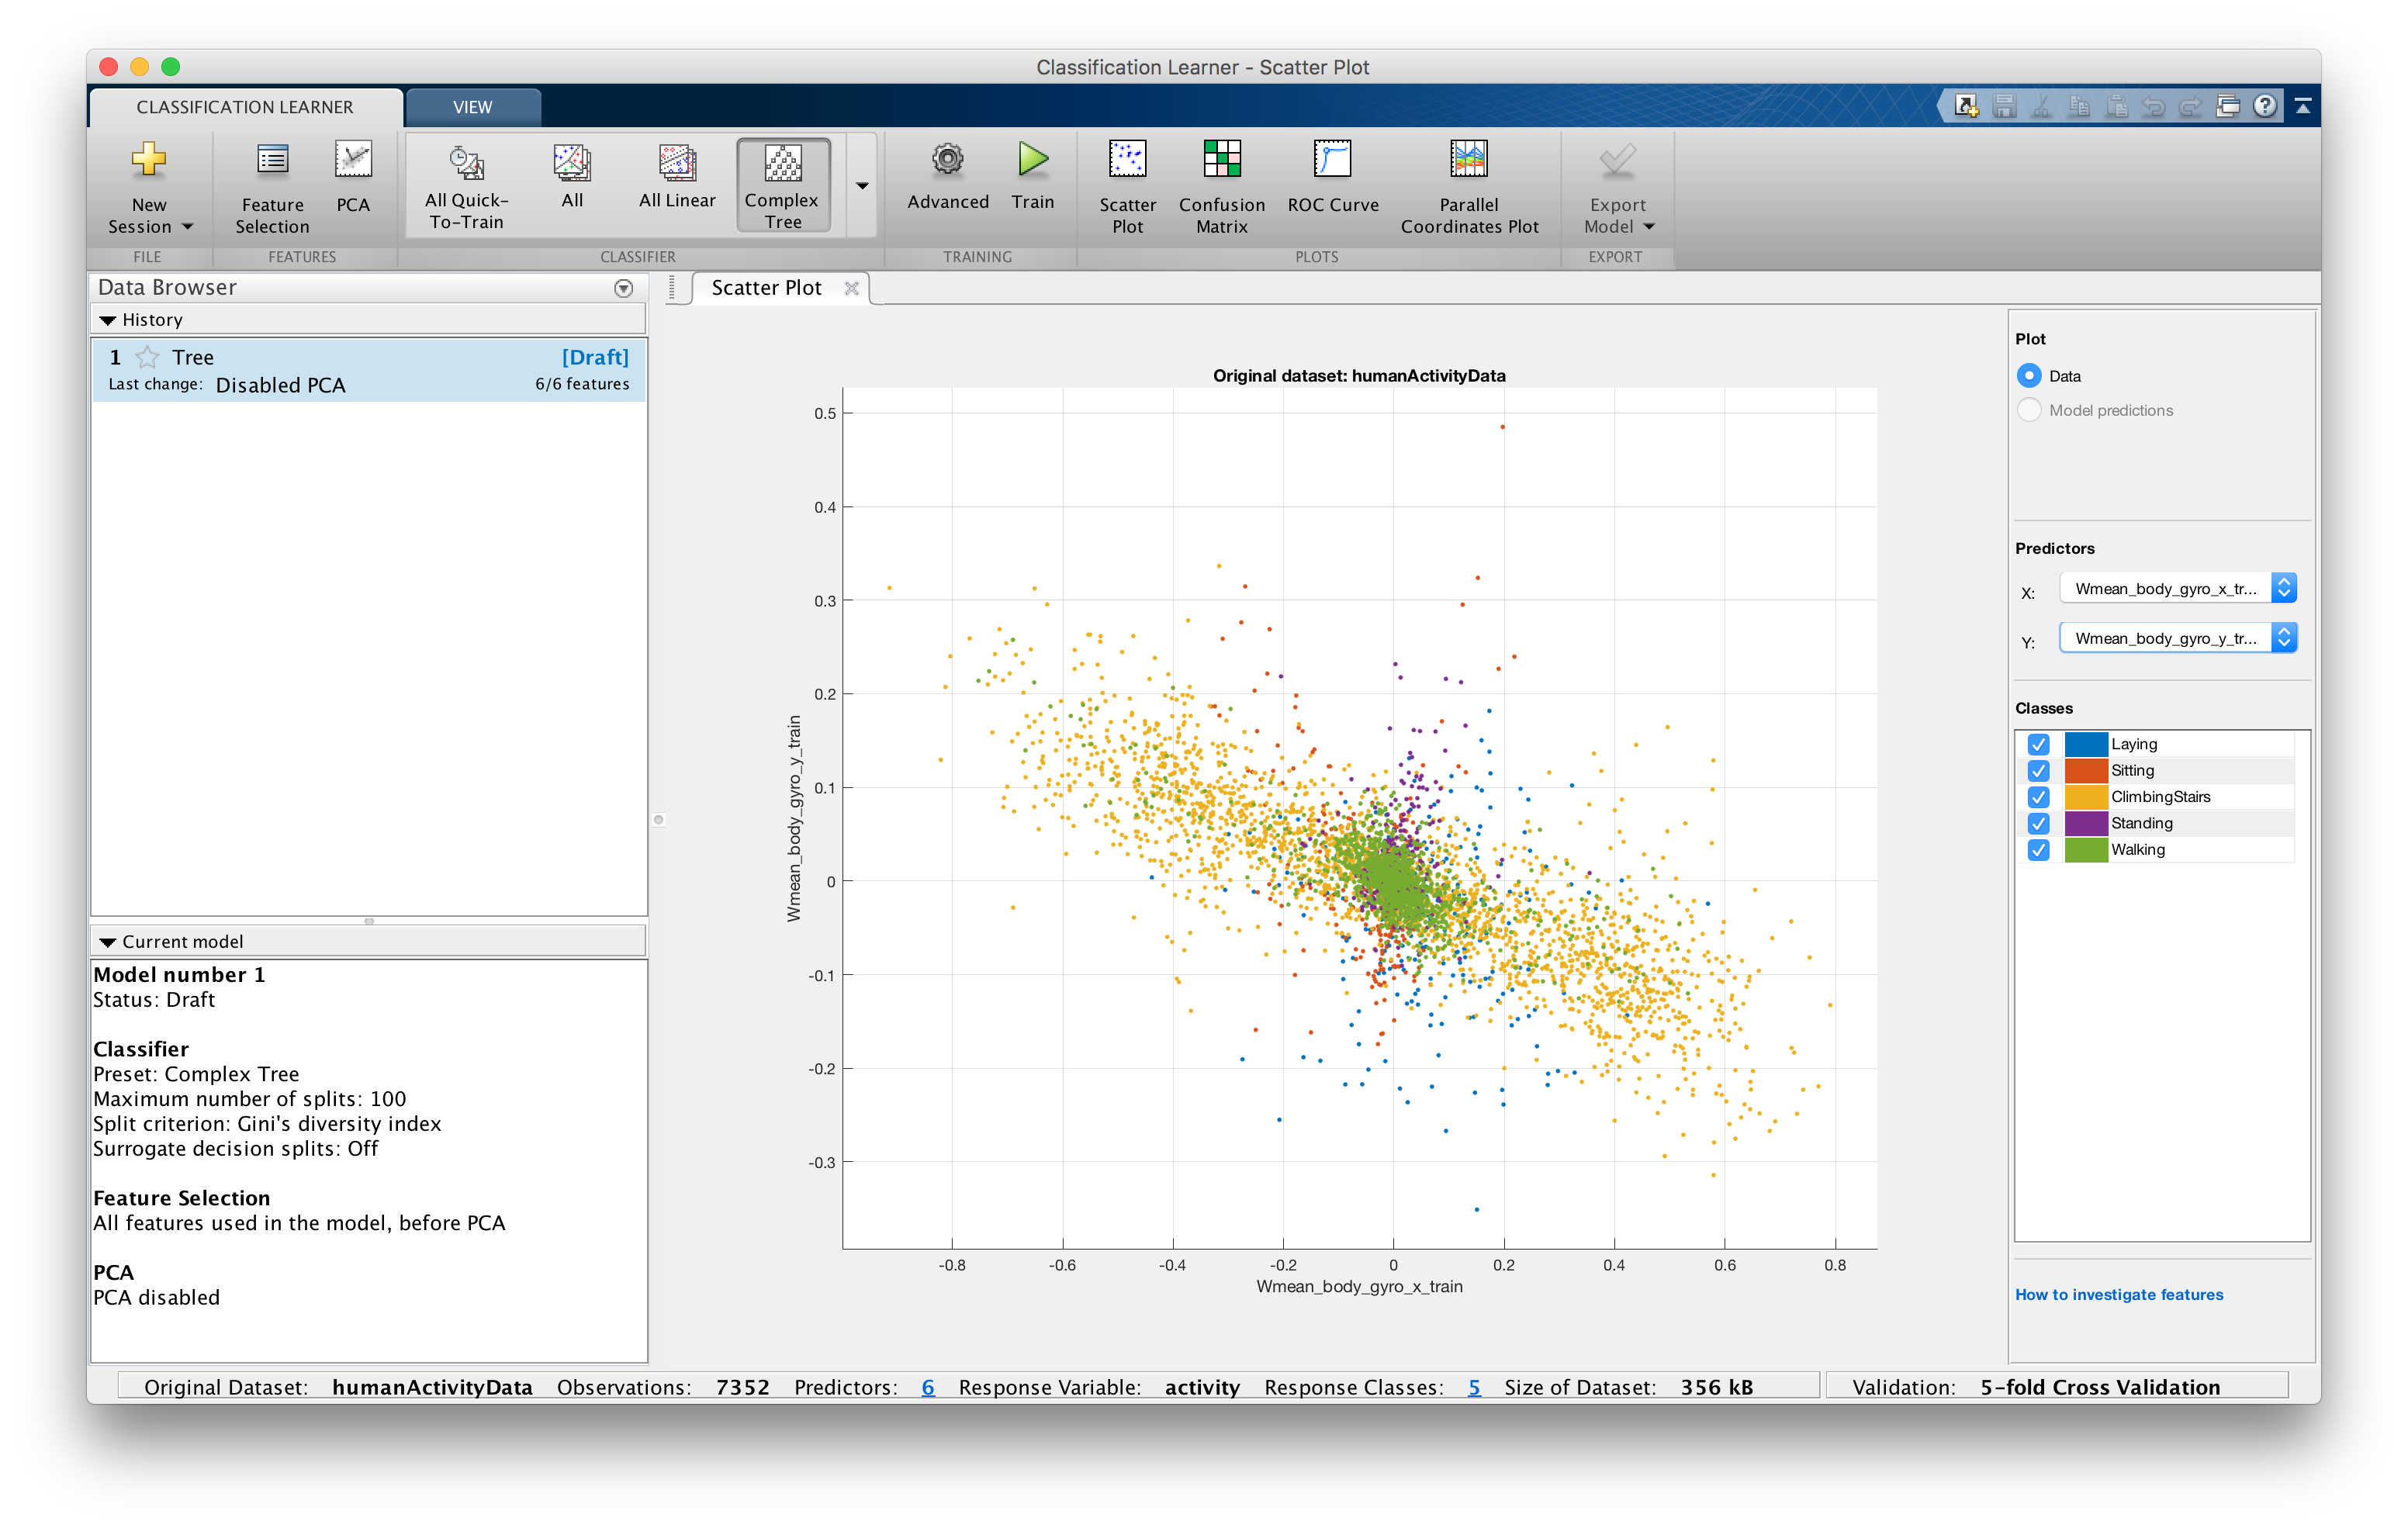 Classification Learner - Scatter Plot
CLASSIFICATION LEARNER
VIEW
New
Session
Feature
Selection
PCA
All Quick-
To-Train
All
All Linear
Complex
Tree
Advanced
Train
Scatter
Plot
Confusion
Matrix
ROC Curve
Parallel
Coordinates Plot
Export
Model
FILE
FEATURES
CLASSIFIER
TRAINING
PLOTS
EXPORT
Data Browser
History
1 Tree [Draft]
Last change: Disabled PCA 6/6 features
Current model
Model number 1
Status: Draft
Classifier
Preset: Complex Tree
Maximum number of splits: 100
Split criterion: Gini's diversity index
Surrogate decision splits: Off
Feature Selection
All features used in the model, before PCA
PCA
PCA disabled
Scatter Plot
Original dataset: humanActivityData
0.5
0.4
0.3
0.2
0.1
0
-0.1
-0.2
-0.3
Wmean_body_gyro_y_train
-0.8 -0.6 -0.4 -0.2 0 0.2 0.4 0.6 0.8
Wmean_body_gyro_x_train
Plot
Data
Model predictions
Predictors
X: Wmean_body_gyro_x_tr...
Y: Wmean_body_gyro_y_tr...
Classes
Laying
Sitting
ClimbingStairs
Standing
Walking
How to investigate features
Original Dataset: humanActivityData Observations: 7352 Predictors: 6 Response Variable: activity Response Classes: 5 Size of Dataset: 356 kB Validation: 5-fold Cross Validation